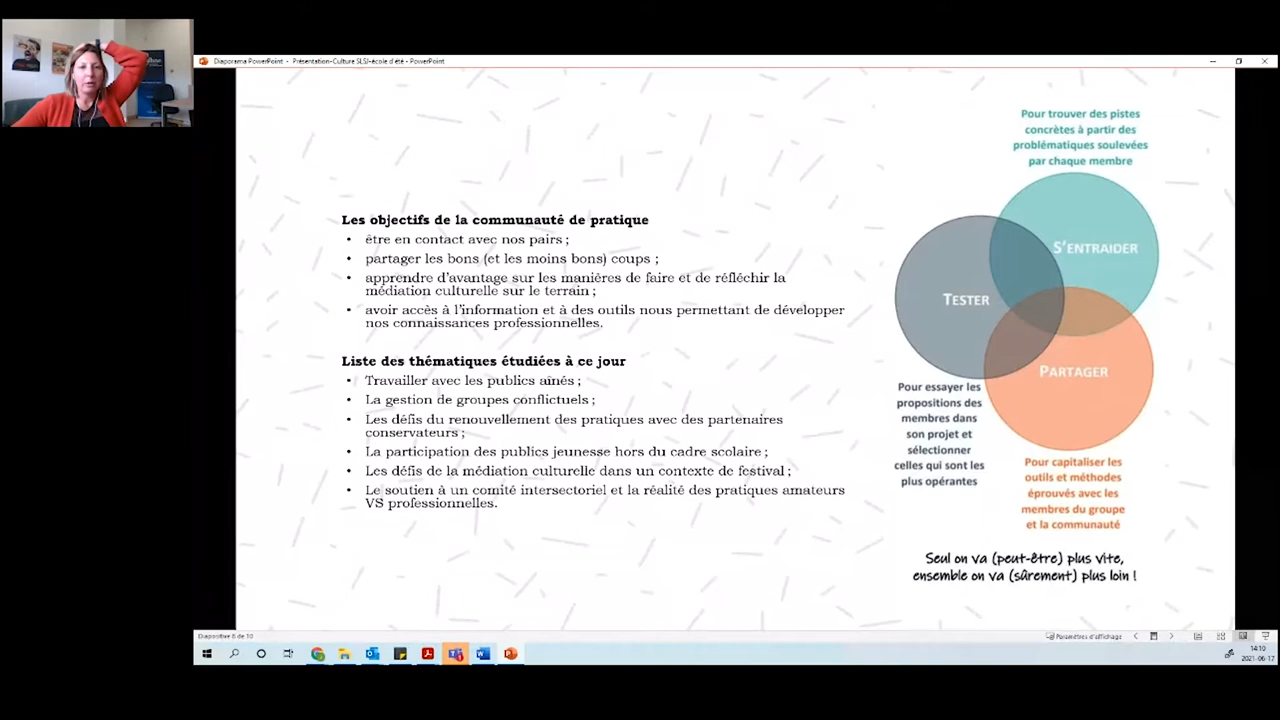 Diaporama PowerPoint - Présentation-Culture SLSJ-école d'été - PowerPoint
Les objectifs de la communauté de pratique
• être en contact avec nos pairs ;
• partager les bons (et les moins bons) coups ;
• apprendre d'avantage sur les manières de faire et de réfléchir la
médiation culturelle sur le terrain ;
• avoir accès à l'information et à des outils nous permettant de développer
nos connaissances professionnelles.
Liste des thématiques étudiées à ce jour
• Travailler avec les publics aînés ;
• La gestion de groupes conflictuels ;
• Les défis du renouvellement des pratiques avec des partenaires
conservateurs ;
• La participation des publics jeunesse hors du cadre scolaire ;
• Les défis de la médiation culturelle dans un contexte de festival ;
• Le soutien à un comité intersectoriel et la réalité des pratiques amateurs
VS professionnelles.
Pour trouver des pistes
concrètes à partir des
problématiques soulevées
par chaque membre
S'ENTRAIDER
TESTER
PARTAGER
Pour essayer les
propositions des
membres dans
son projet et
sélectionner
celles qui sont les
plus opérantes
Pour capitaliser les
outils et méthodes
éprouvés avec les
membres du groupe
et la communauté
Seul on va (peut-être) plus vite,
ensemble on va (sûrement) plus loin !
Diapositive 8 de 10
Paramètres d'affichage
14:10
2021-06-17